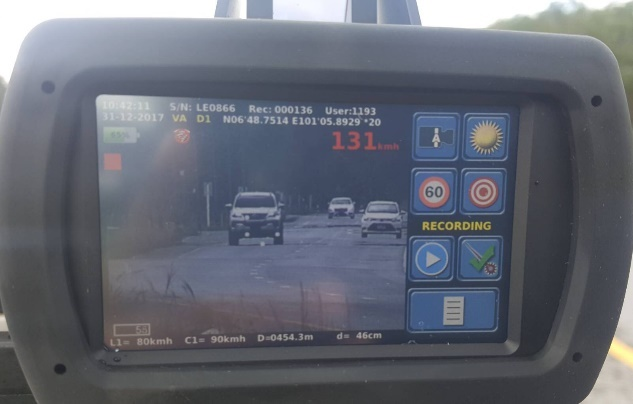 10:42:11 S/N: LE0866 Rec: 000136 User:1193
31-12-2017 VA D1 N06'48.7514 E101'05.8929 *20
131kmh
A
60
RECORDING
L1= 80kmh C1= 90kmh D=0454.3m d= 46cm